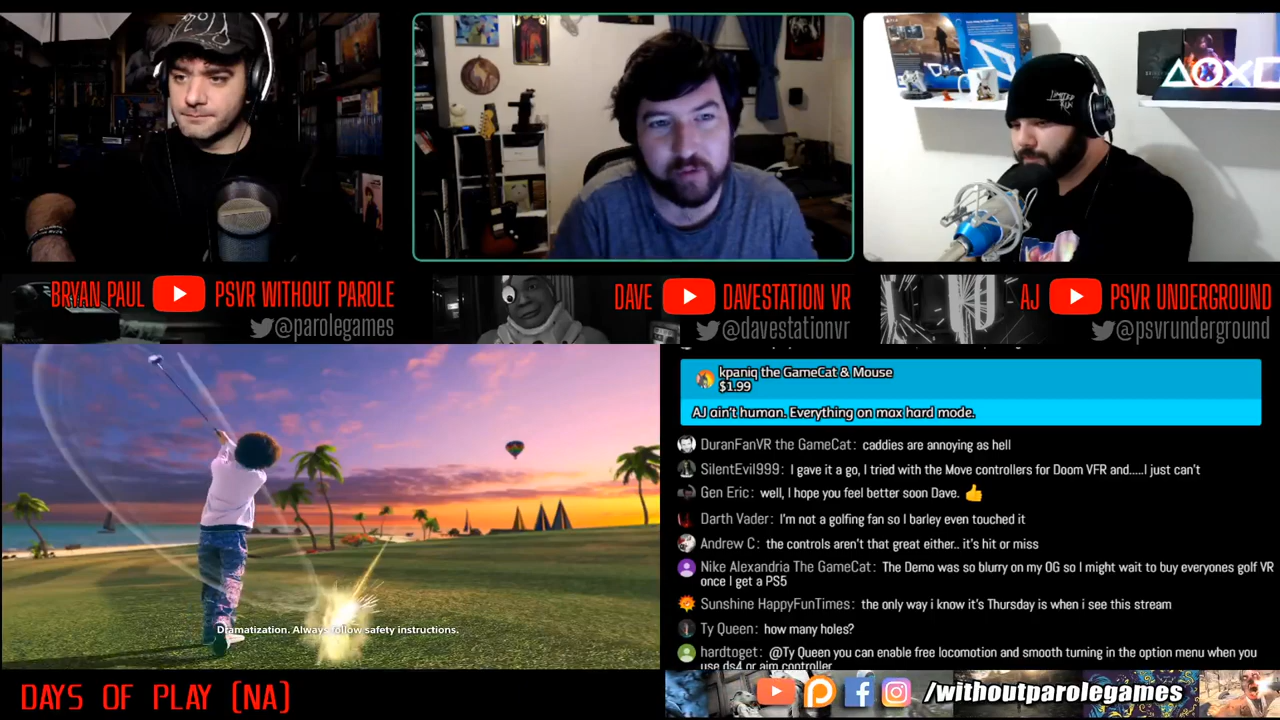 BRYAN PAUL PSVR WITHOUT PAROLE
@parolegames
DAVE DAVESTATION VR
@davestationvr
AJ PSVR UNDERGROUND
@psvrunderground
kpaniq the GameCat & Mouse
$1.99
AJ ain't human. Everything on max hard mode.
DuranFanVR the GameCat: caddies are annoying as hell
SilentEvil999: I gave it a go, I tried with the Move controllers for Doom VFR and.....I just can't
Gen Eric: well, I hope you feel better soon Dave. 👍
Darth Vader: I'm not a golfing fan so I barley even touched it
Andrew C: the controls aren't that great either.. it's hit or miss
Nike Alexandria The GameCat: The Demo was so blurry on my OG so I might wait to buy everyones golf VR
once I get a PS5
Sunshine HappyFunTimes: the only way i know it's Thursday is when i see this stream
Ty Queen: how many holes?
hardtoget: @Ty Queen you can enable free locomotion and smooth turning in the option menu when you
use ds4 or aim controller
Dramatization. Always follow safety instructions.
DAYS OF PLAY [NA]
/withoutparolegames